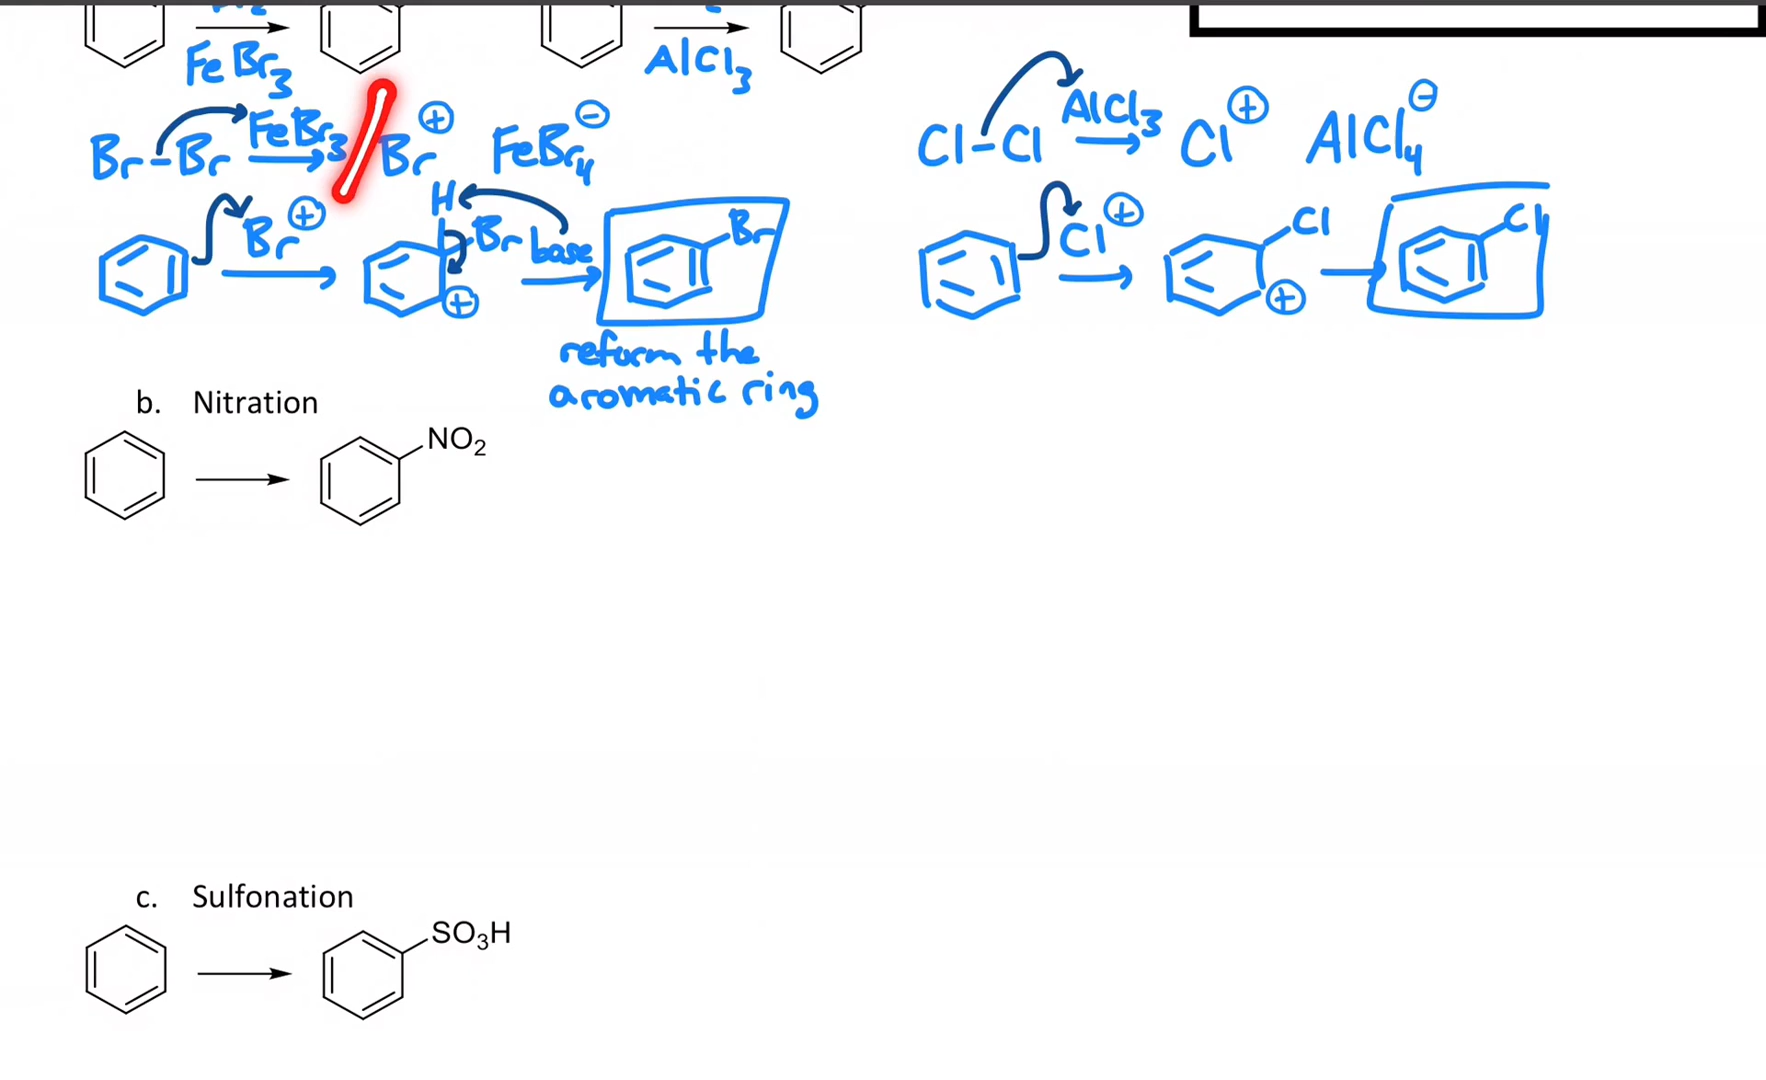 FeBr₃
AlCl₃
Br-Br FeBr₃ → Br⊕ FeBr₄⊖
Cl-Cl AlCl₃ → Cl⊕ AlCl₄⊖
Br⊕ → H Br ⊕ base → Br
Cl⊕ → Cl ⊕ → Cl
reform the
aromatic ring
b. Nitration
→ NO₂
c. Sulfonation
→ SO₃H